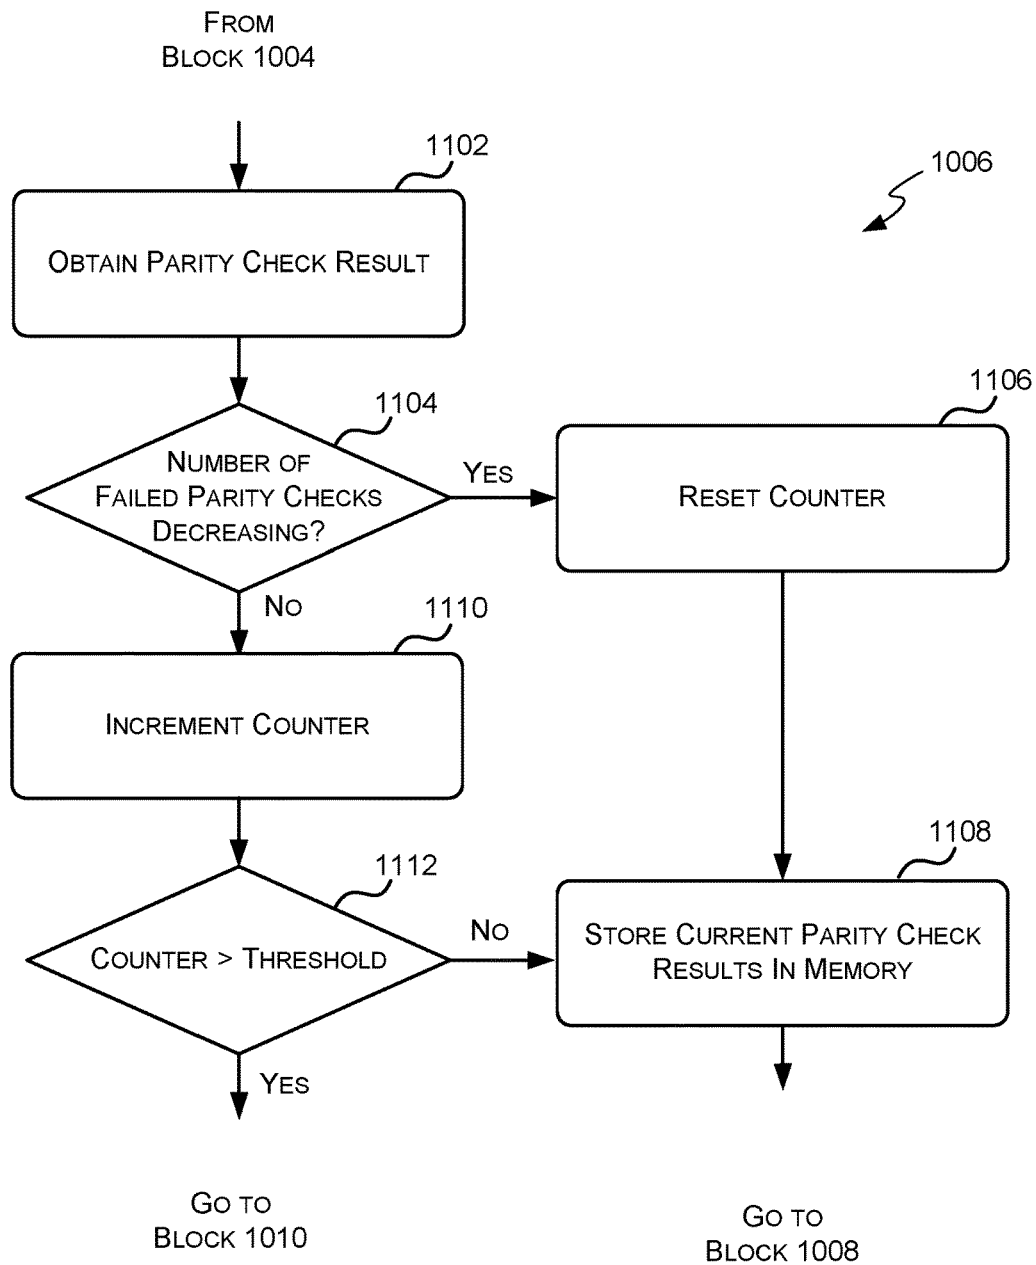 FROM
BLOCK 1004
1102
1006
OBTAIN PARITY CHECK RESULT
1104
1106
NUMBER OF
FAILED PARITY CHECKS
DECREASING?
YES
RESET COUNTER
NO
1110
INCREMENT COUNTER
1108
1112
COUNTER > THRESHOLD
NO
STORE CURRENT PARITY CHECK
RESULTS IN MEMORY
YES
GO TO
BLOCK 1010
GO TO
BLOCK 1008